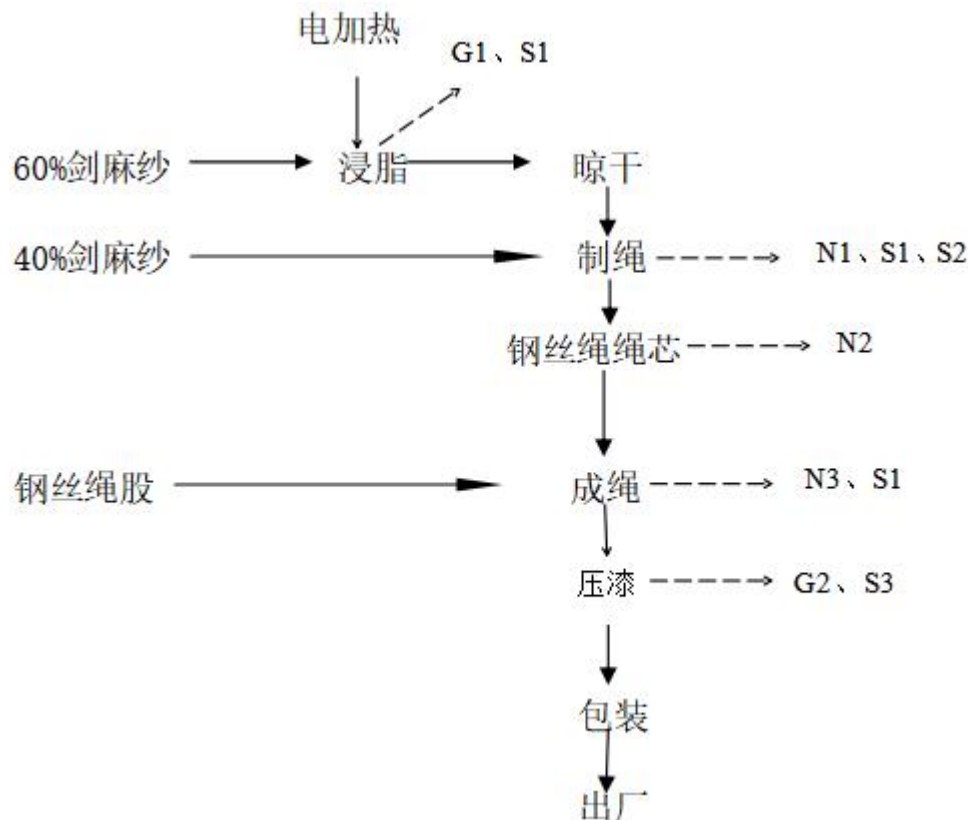 电加热
G1、S1
60%剑麻纱 浸脂 晾干
40%剑麻纱 制绳 N1、S1、S2
钢丝绳绳芯 N2
钢丝绳股 成绳 N3、S1
压漆 G2、S3
包装
出厂